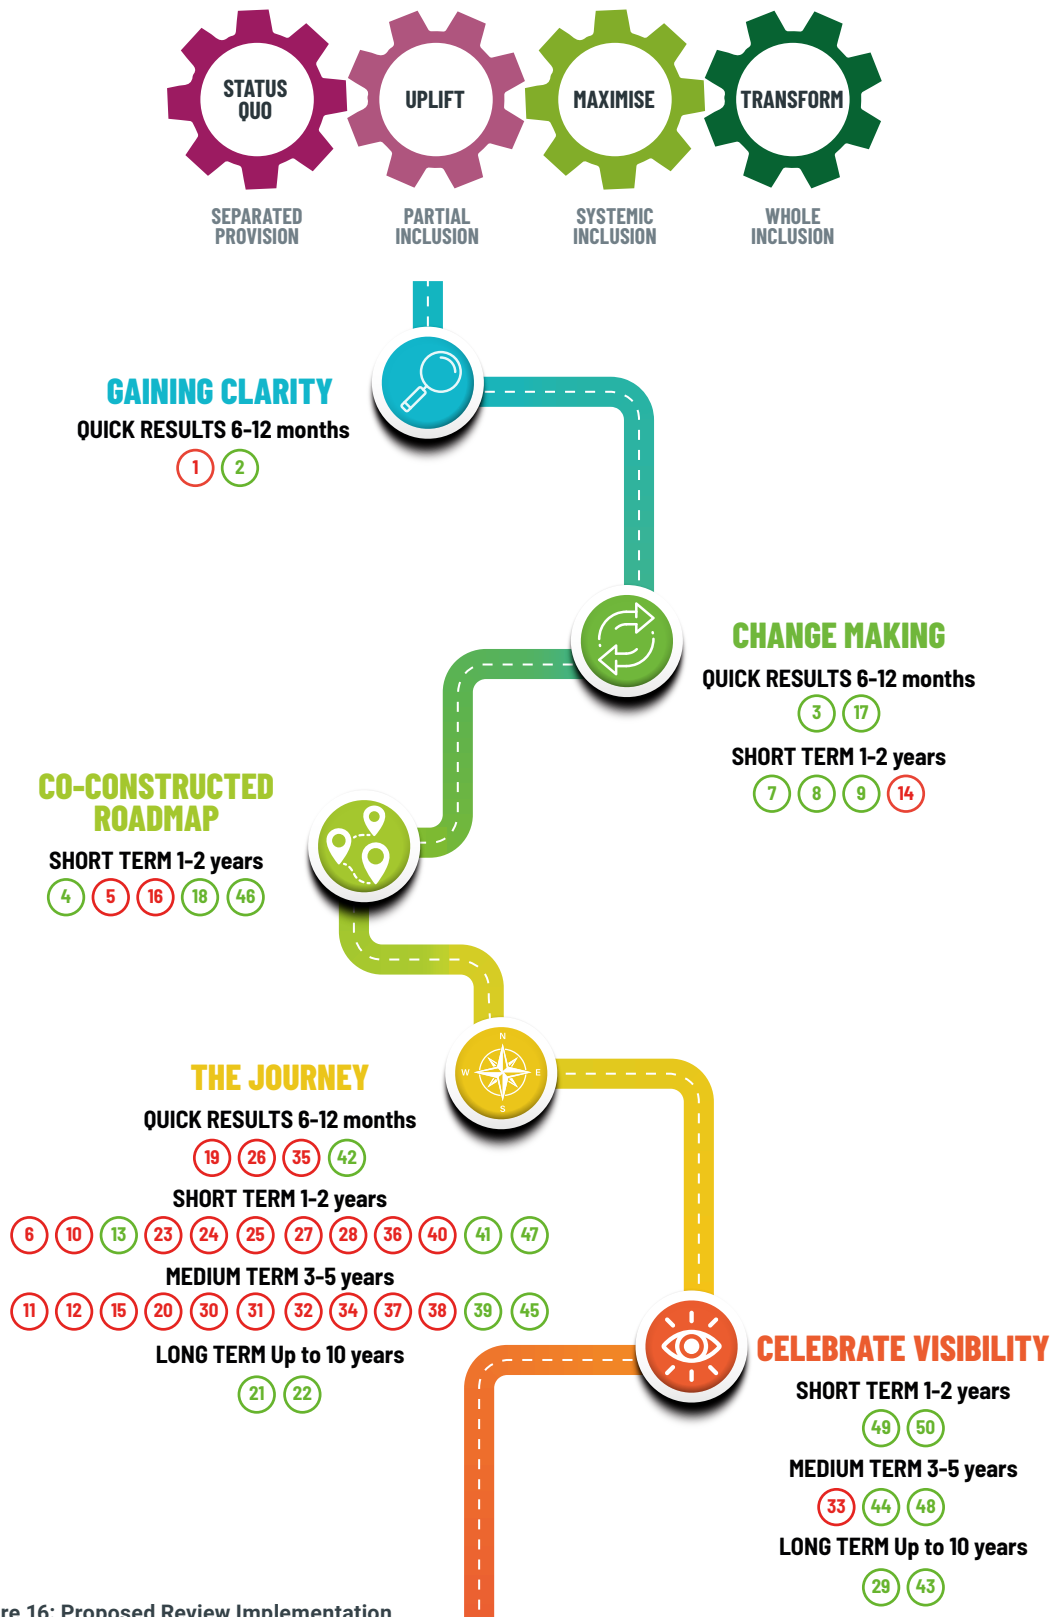 STATUS
QUO
UPLIFT
MAXIMISE
TRANSFORM
SEPARATED
PROVISION
PARTIAL
INCLUSION
SYSTEMIC
INCLUSION
WHOLE
INCLUSION
GAINING CLARITY
QUICK RESULTS 6-12 months
1 2
CHANGE MAKING
QUICK RESULTS 6-12 months
3 17
SHORT TERM 1-2 years
7 8 9 14
CO-CONSTRUCTED
ROADMAP
SHORT TERM 1-2 years
4 5 16 18 46
N
W E
S
THE JOURNEY
QUICK RESULTS 6-12 months
19 26 35 42
SHORT TERM 1-2 years
6 10 13 23 24 25 27 28 36 40 41 47
MEDIUM TERM 3-5 years
11 12 15 20 30 31 32 34 37 38 39 45
LONG TERM Up to 10 years
21 22
CELEBRATE VISIBILITY
SHORT TERM 1-2 years
49 50
MEDIUM TERM 3-5 years
33 44 48
LONG TERM Up to 10 years
29 43
re 16: Proposed Review Implementation